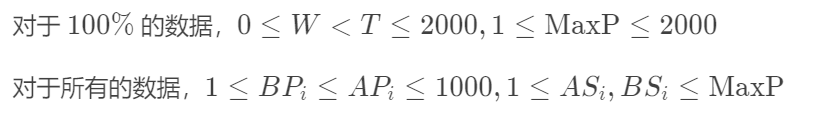 对于 100% 的数据，0 ≤ W < T ≤ 2000, 1 ≤ MaxP ≤ 2000
对于所有的数据，1 ≤ BP_i ≤ AP_i ≤ 1000, 1 ≤ AS_i, BS_i ≤ MaxP